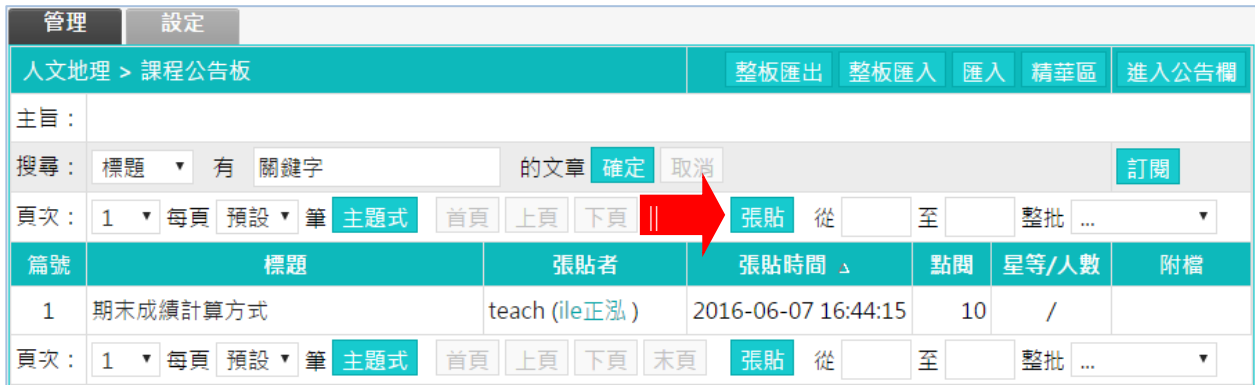 管理 設定
人文地理 > 課程公告板 整板匯出 整板匯入 匯入 精華區 進入公告欄
主旨：
搜尋： 標題 有 關鍵字 的文章 確定 取消 訂閱
頁次： 1 每頁 預設 筆 主題式 首頁 上頁 下頁 張貼 從 至 整批 ...
篇號 標題 張貼者 張貼時間 點閱 星等/人數 附檔
1 期末成績計算方式 teach (ile正泓 ) 2016-06-07 16:44:15 10 /
頁次： 1 每頁 預設 筆 主題式 首頁 上頁 下頁 末頁 張貼 從 至 整批 ...